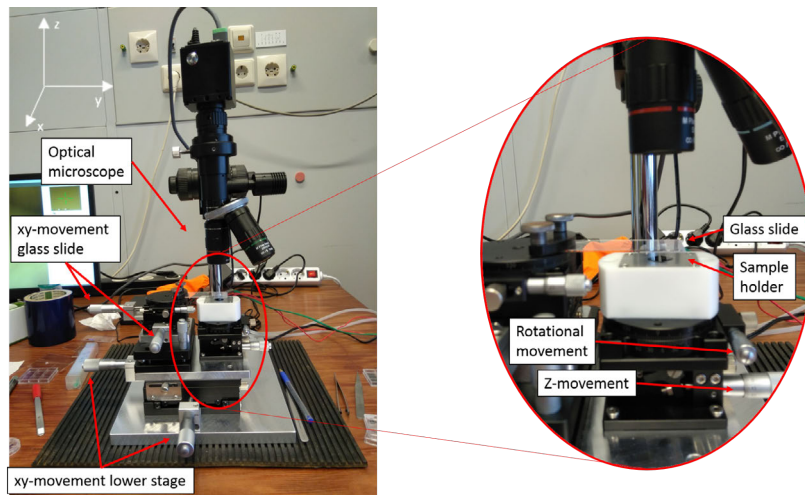 z
y
x
Optical
microscope
xy-movement
glass slide
xy-movement lower stage
Glass slide
Sample
holder
Rotational
movement
Z-movement